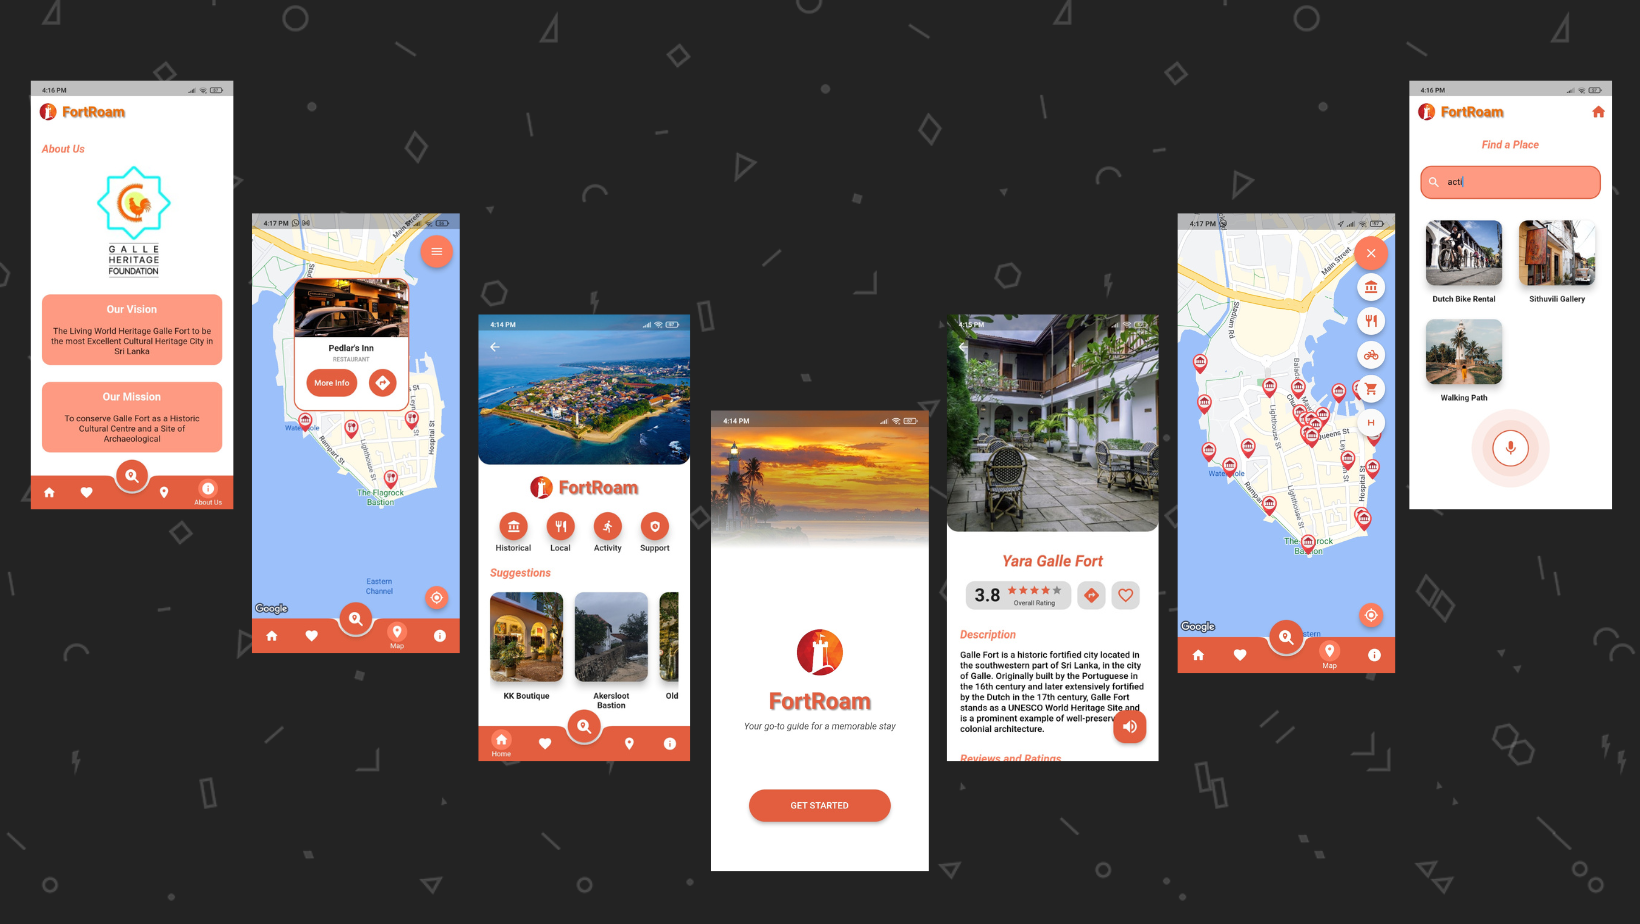 4:16 PM
FortRoam
About Us
GALLE
HERITAGE
FOUNDATION
Our Vision
The Living World Heritage Galle Fort to be
the most Excellent Cultural Heritage City in
Sri Lanka
Our Mission
To conserve Galle Fort as a Historic
Cultural Centre and a Site of
Archaeological
About Us
4:17 PM
Main Street
Pedlar's Inn
RESTAURANT
More Info
Rampart St
Lighthouse St
Hospital St
The Flagrock
Bastion
Eastern
Channel
Google
Map
4:14 PM
FortRoam
Historical
Local
Activity
Support
Suggestions
KK Boutique
Akersloot
Bastion
Old
Home
4:14 PM
FortRoam
Your go-to guide for a memorable stay
GET STARTED
4:15 PM
Yara Galle Fort
3.8
Overall Rating
Description
Galle Fort is a historic fortified city located in
the southwestern part of Sri Lanka, in the city
of Galle. Originally built by the Portuguese in
the 16th century and later extensively fortified
by the Dutch in the 17th century, Galle Fort
stands as a UNESCO World Heritage Site and
is a prominent example of well-preserv
colonial architecture.
Reviews and Ratings
4:17 PM
Main Street
Stadium Rd
Lighthouse St
Queens St
Hospital St
Lighthouse St
H
Google
Map
4:16 PM
FortRoam
Find a Place
acti
Dutch Bike Rental
Sithuvili Gallery
Walking Path